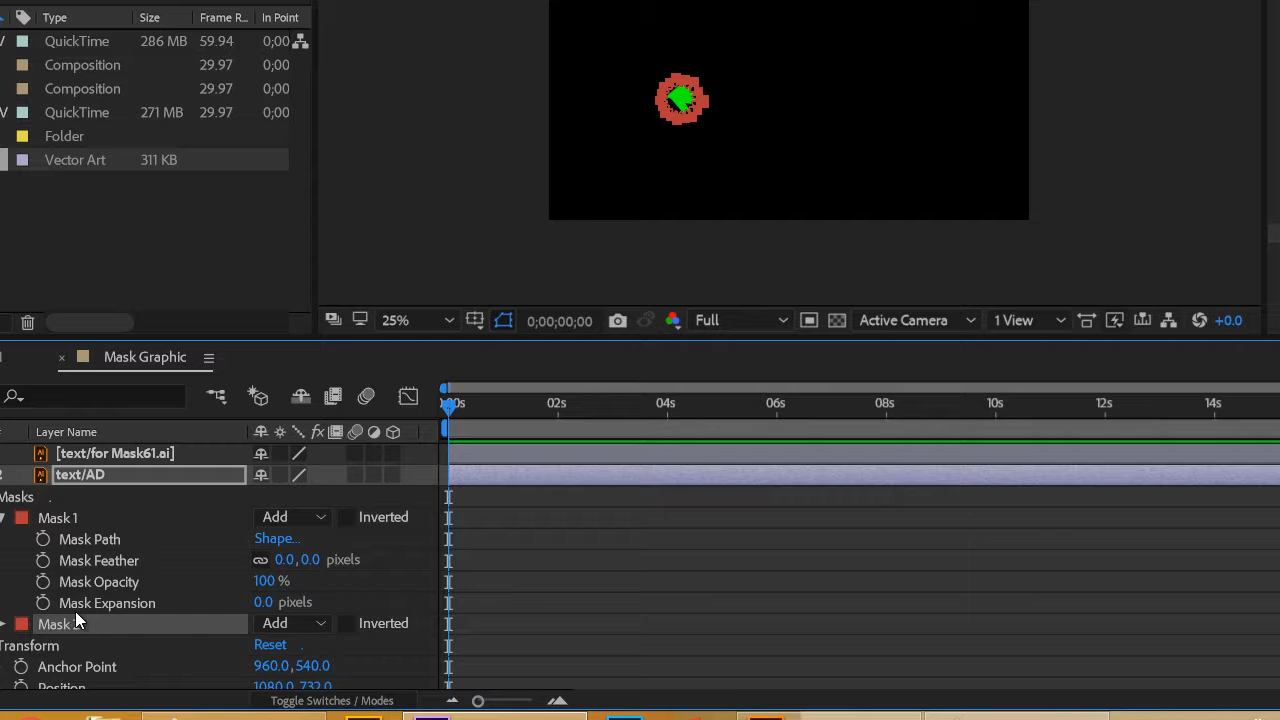 Type Size Frame R... In Point
QuickTime 286 MB 59.94 0;00
Composition 29.97 0;00
Composition 29.97 0;00
QuickTime 271 MB 29.97 0;00
Folder
Vector Art 311 KB
25% 0;00;00;00 Full Active Camera 1 View +0.0
Mask Graphic
02s 04s 06s 08s 10s 12s 14s
Layer Name
[text/for Mask61.ai]
text/AD
Masks
Mask 1 Add Inverted
Mask Path Shape...
Mask Feather 0.0,0.0 pixels
Mask Opacity 100 %
Mask Expansion 0.0 pixels
Mask Add Inverted
Transform Reset
Anchor Point 960.0,540.0
Position 1080.0,732.0
Toggle Switches / Modes